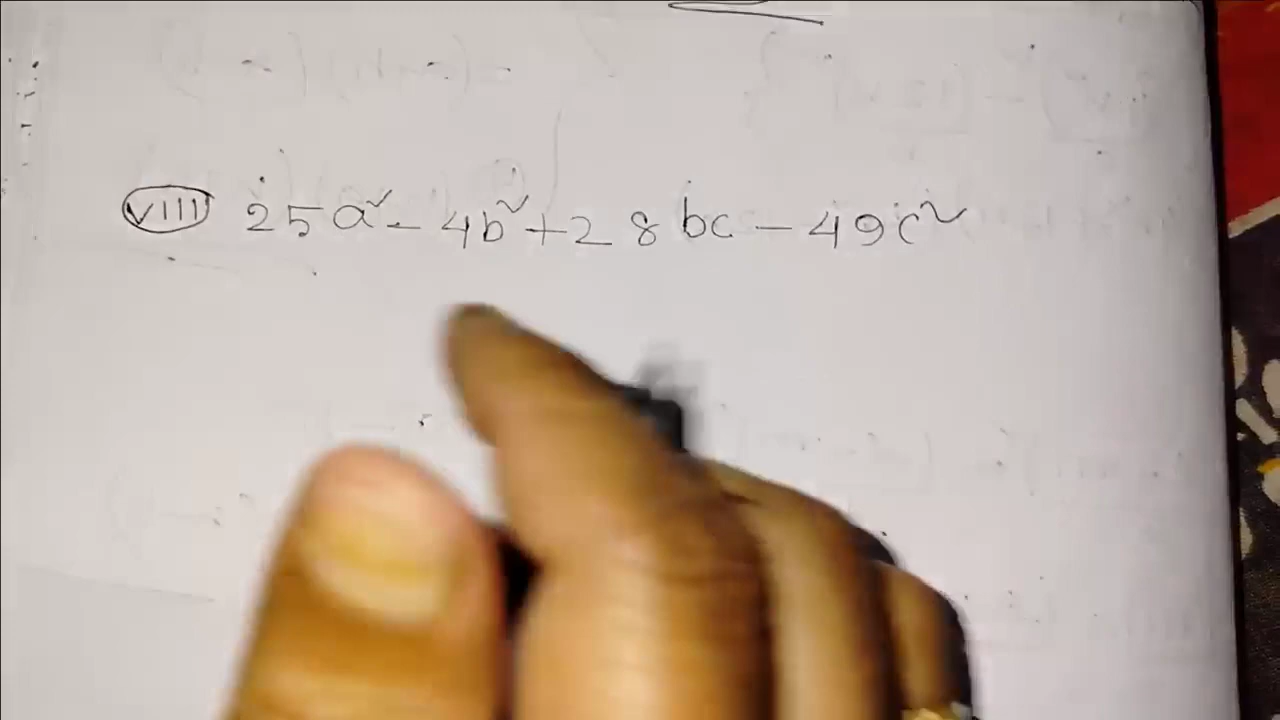 (VIII) 25a² - 4b² + 28bc - 49c²